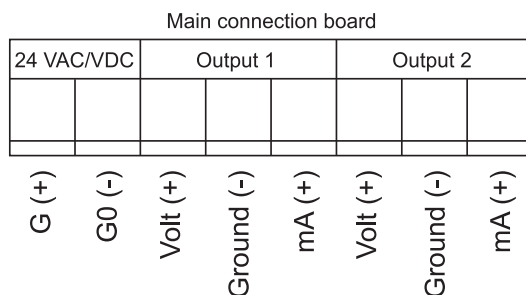 Main connection board
24 VAC/VDC Output 1 Output 2
G (+) G0 (-) Volt (+) Ground (-) mA (+) Volt (+) Ground (-) mA (+)